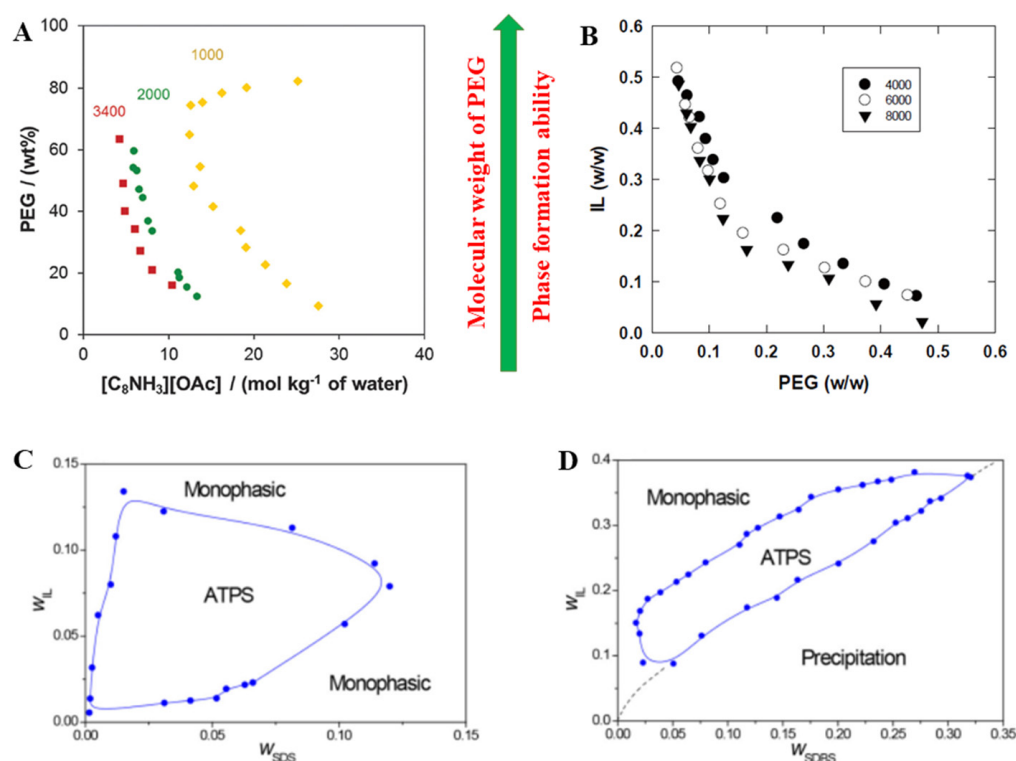 A
100
80
60
40
20
0
PEG / (wt%)
1000
2000
3400
0
10
20
30
40
[C₈NH₃][OAc] / (mol kg⁻¹ of water)
Molecular weight of PEG
Phase formation ability
B
0.6
0.5
0.4
0.3
0.2
0.1
0.0
IL (w/w)
4000
6000
8000
0.0
0.1
0.2
0.3
0.4
0.5
0.6
PEG (w/w)
C
0.15
0.10
0.05
0.00
wIL
Monophasic
ATPS
Monophasic
0.00
0.05
0.10
0.15
wSDS
D
0.4
0.3
0.2
0.1
0.0
wIL
Monophasic
ATPS
Precipitation
0.00
0.05
0.10
0.15
0.20
0.25
0.30
0.35
wSDBS